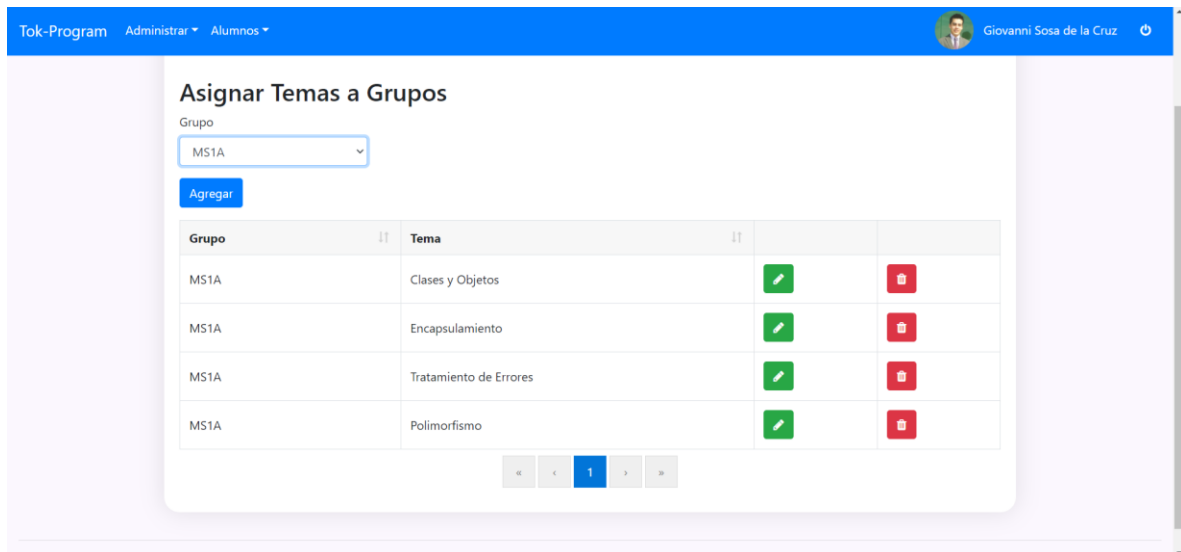 Tok-Program Administrar Alumnos Giovanni Sosa de la Cruz
Asignar Temas a Grupos
Grupo
MS1A
Agregar
Grupo Tema
MS1A Clases y Objetos
MS1A Encapsulamiento
MS1A Tratamiento de Errores
MS1A Polimorfismo
« ‹ 1 › »